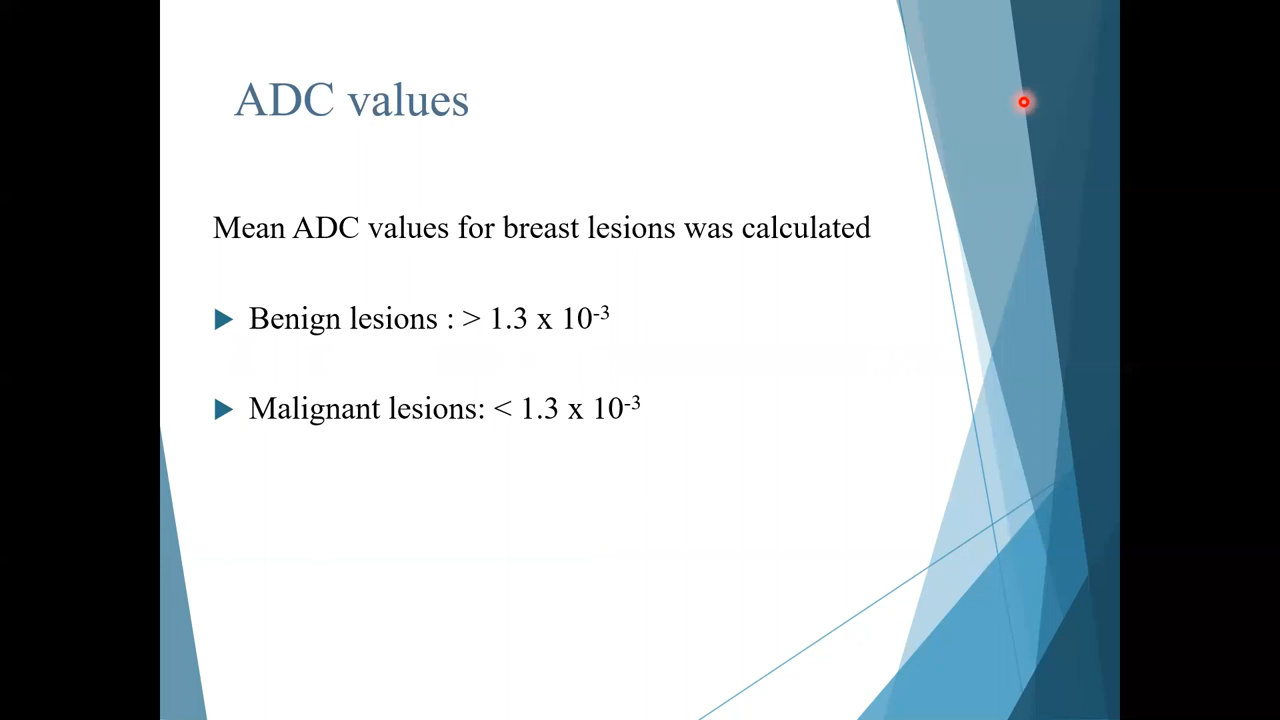 ADC values
Mean ADC values for breast lesions was calculated
Benign lesions : > 1.3 x 10⁻³
Malignant lesions: < 1.3 x 10⁻³